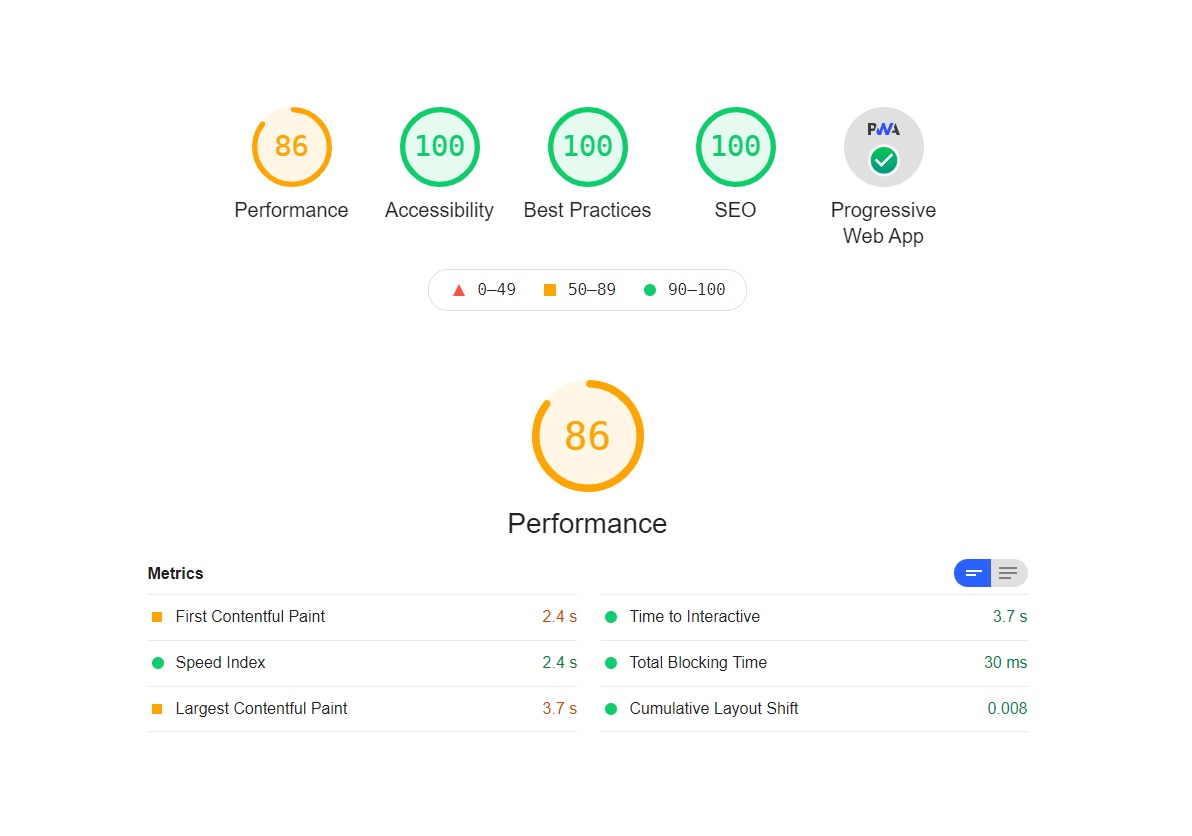 86 100 100 100 PWA
Performance Accessibility Best Practices SEO Progressive
Web App
0–49 50–89 90–100
86
Performance
Metrics
First Contentful Paint 2.4 s Time to Interactive 3.7 s
Speed Index 2.4 s Total Blocking Time 30 ms
Largest Contentful Paint 3.7 s Cumulative Layout Shift 0.008